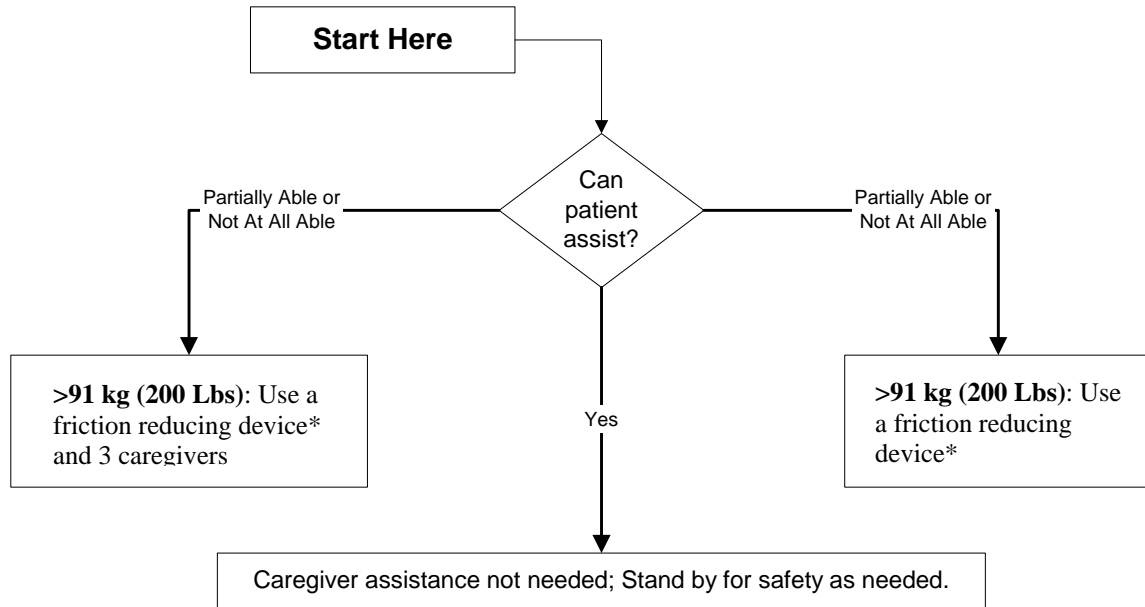 Start Here
Can
patient
assist?
Partially Able or
Not At All Able
Partially Able or
Not At All Able
>91 kg (200 Lbs): Use a
friction reducing device*
and 3 caregivers
>91 kg (200 Lbs): Use
a friction reducing
device*
Yes
Caregiver assistance not needed; Stand by for safety as needed.